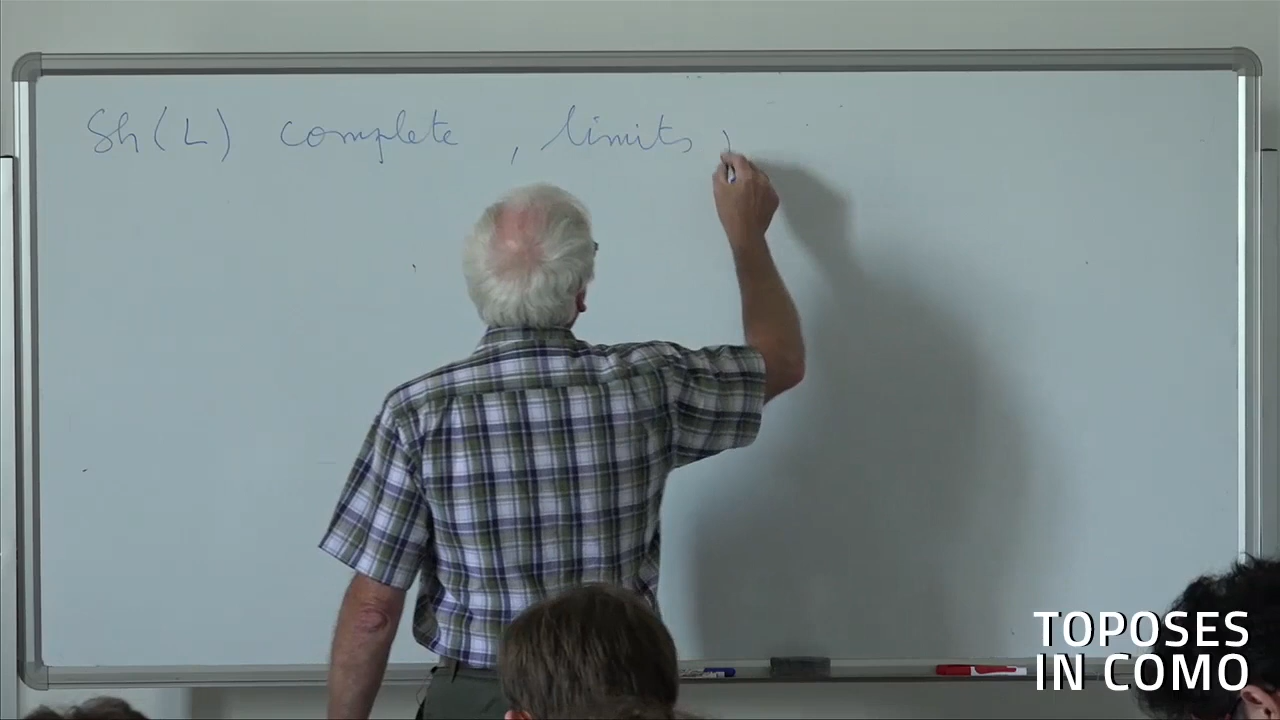 Sh(L) complete , limits )
TOPOSES
IN COMO